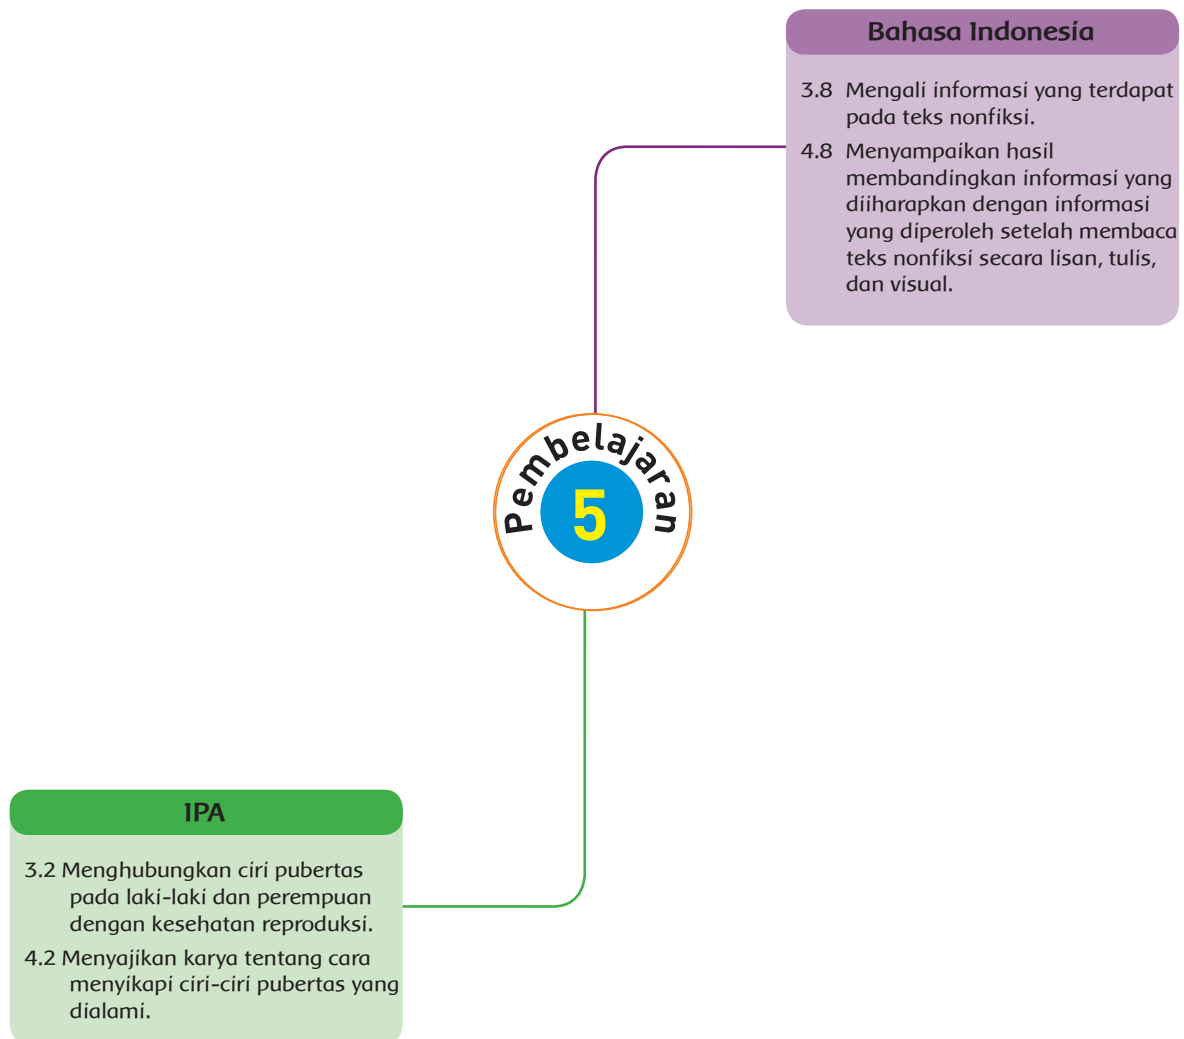 Bahasa Indonesia
3.8 Mengali informasi yang terdapat
pada teks nonfiksi.
4.8 Menyampaikan hasil
membandingkan informasi yang
diiharapkan dengan informasi
yang diperoleh setelah membaca
teks nonfiksi secara lisan, tulis,
dan visual.
Pembelajaran
5
IPA
3.2 Menghubungkan ciri pubertas
pada laki-laki dan perempuan
dengan kesehatan reproduksi.
4.2 Menyajikan karya tentang cara
menyikapi ciri-ciri pubertas yang
dialami.